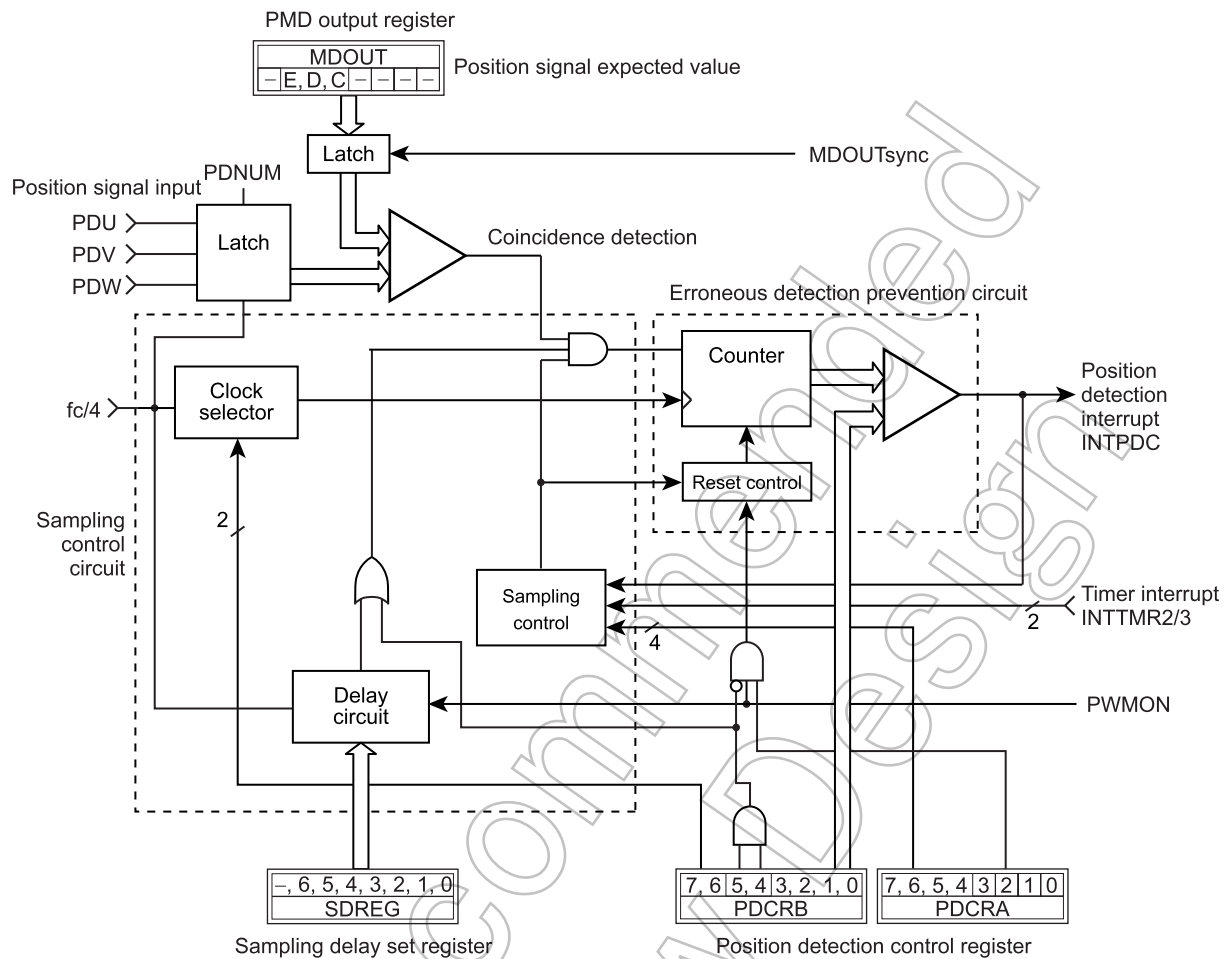 PMD output register
MDOUT
– E, D, C – – – –
Position signal expected value
Latch
MDOUTsync
PDNUM
Position signal input
PDU
PDV
PDW
Latch
Coincidence detection
Erroneous detection prevention circuit
Counter
Clock
selector
fc/4
Position
detection
interrupt
INTPDC
Reset control
2
Sampling
control
circuit
Sampling
control
Timer interrupt
INTTMR2/3
2
4
Delay
circuit
PWMON
–, 6, 5, 4, 3, 2, 1, 0
SDREG
7, 6 5, 4 3, 2, 1, 0
PDCRB
7, 6, 5, 4 3 2 1 0
PDCRA
Sampling delay set register
Position detection control register
commended
w Design